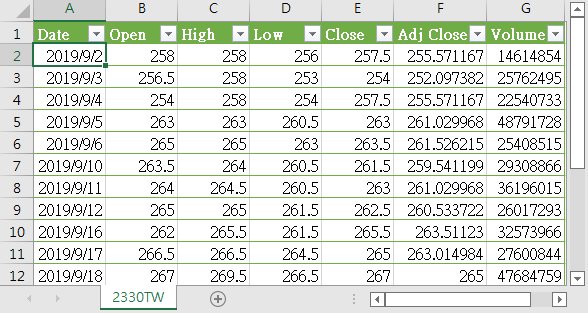 A B C D E F G
1 Date Open High Low Close Adj Close Volume
2 2019/9/2 258 258 256 257.5 255.571167 14614854
3 2019/9/3 256.5 258 253 254 252.097382 25762495
4 2019/9/4 254 258 254 257.5 255.571167 22540733
5 2019/9/5 263 263 260.5 263 261.029968 48791728
6 2019/9/6 265 265 263 263.5 261.526215 25408515
7 2019/9/10 263.5 264 260.5 261.5 259.541199 29308866
8 2019/9/11 264 264.5 260.5 263 261.029968 36196015
9 2019/9/12 265 265 261.5 262.5 260.533722 26017293
10 2019/9/16 262 265.5 261.5 265.5 263.51123 32573966
11 2019/9/17 266.5 266.5 264.5 265 263.014984 27600844
12 2019/9/18 267 269.5 266.5 267 265 47684759
2330TW